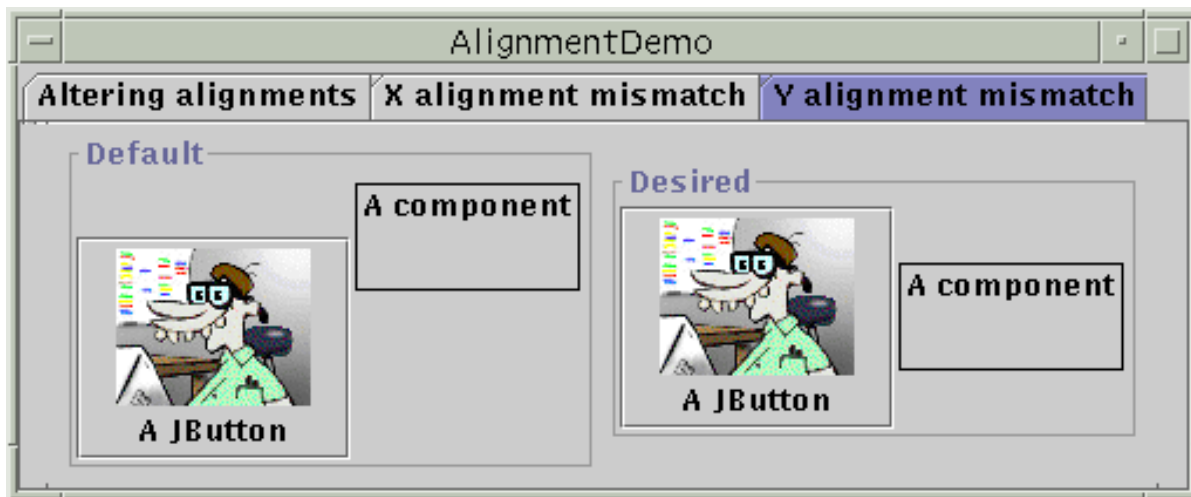 AlignmentDemo
Altering alignments
X alignment mismatch
Y alignment mismatch
Default
A component
A JButton
Desired
A component
A JButton